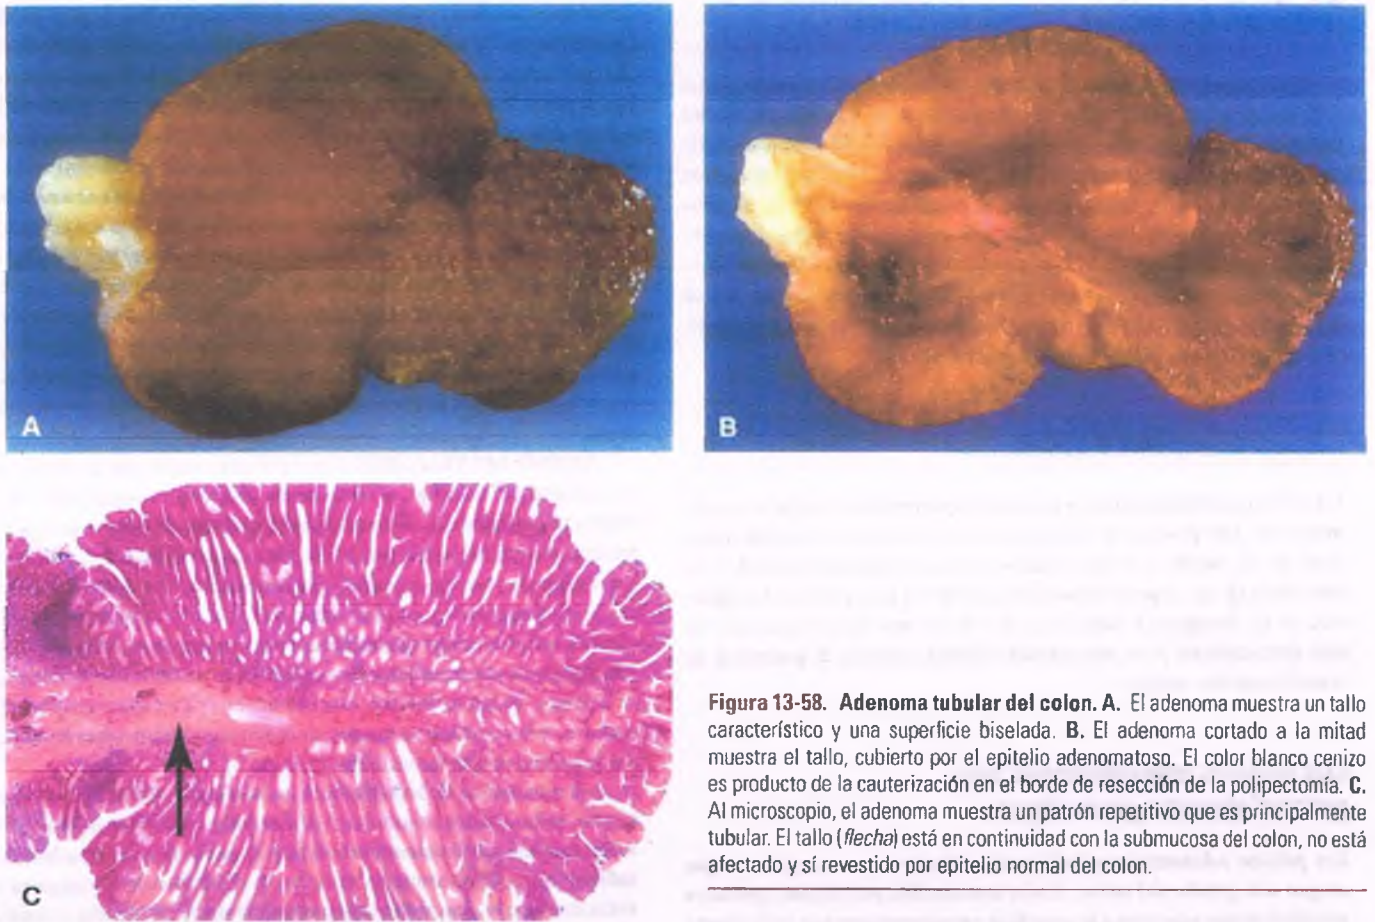 A
B
C
Figura 13-58. Adenoma tubular del colon. A. El adenoma muestra un tallo
característico y una superficie biselada. B. El adenoma cortado a la mitad
muestra el tallo, cubierto por el epitelio adenomatoso. El color blanco cenizo
es producto de la cauterización en el borde de resección de la polipectomía. C.
Al microscopio, el adenoma muestra un patrón repetitivo que es principalmente
tubular. El tallo (flecha) está en continuidad con la submucosa del colon, no está
afectado y sí revestido por epitelio normal del colon.